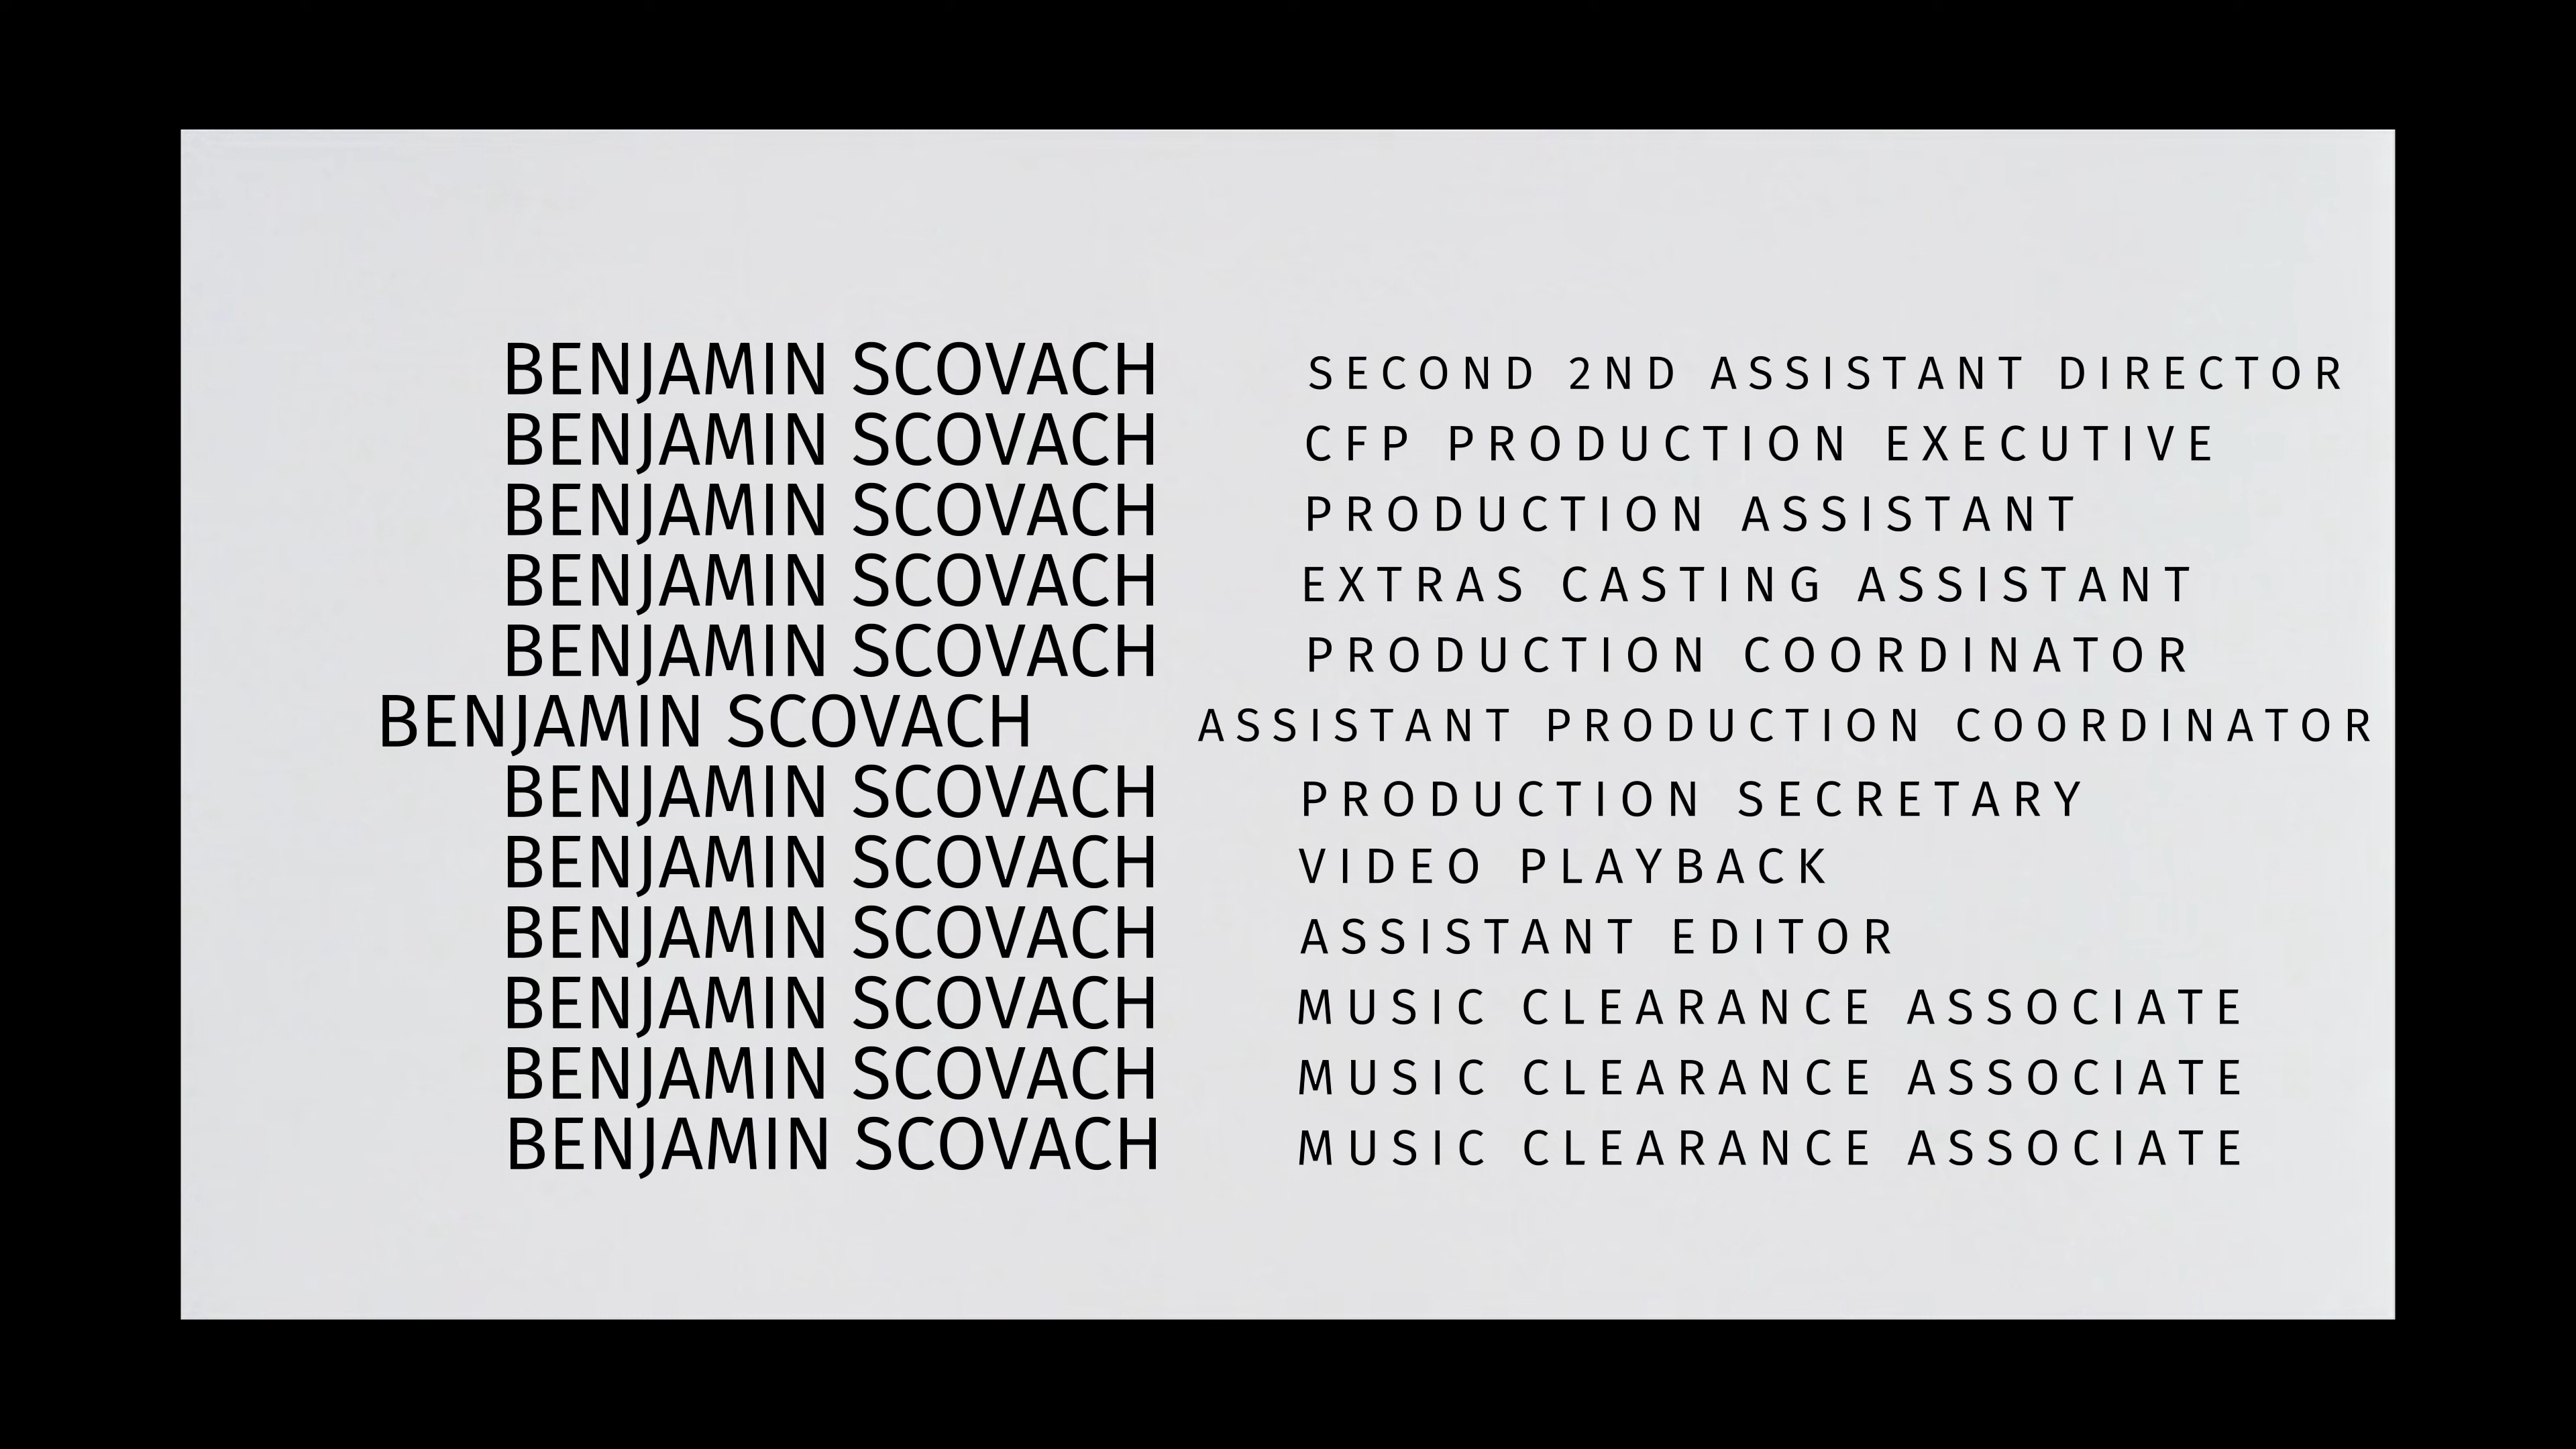 BENJAMIN SCOVACH SECOND 2ND ASSISTANT DIRECTOR
BENJAMIN SCOVACH CFP PRODUCTION EXECUTIVE
BENJAMIN SCOVACH PRODUCTION ASSISTANT
BENJAMIN SCOVACH EXTRAS CASTING ASSISTANT
BENJAMIN SCOVACH PRODUCTION COORDINATOR
BENJAMIN SCOVACH ASSISTANT PRODUCTION COORDINATOR
BENJAMIN SCOVACH PRODUCTION SECRETARY
BENJAMIN SCOVACH VIDEO PLAYBACK
BENJAMIN SCOVACH ASSISTANT EDITOR
BENJAMIN SCOVACH MUSIC CLEARANCE ASSOCIATE
BENJAMIN SCOVACH MUSIC CLEARANCE ASSOCIATE
BENJAMIN SCOVACH MUSIC CLEARANCE ASSOCIATE